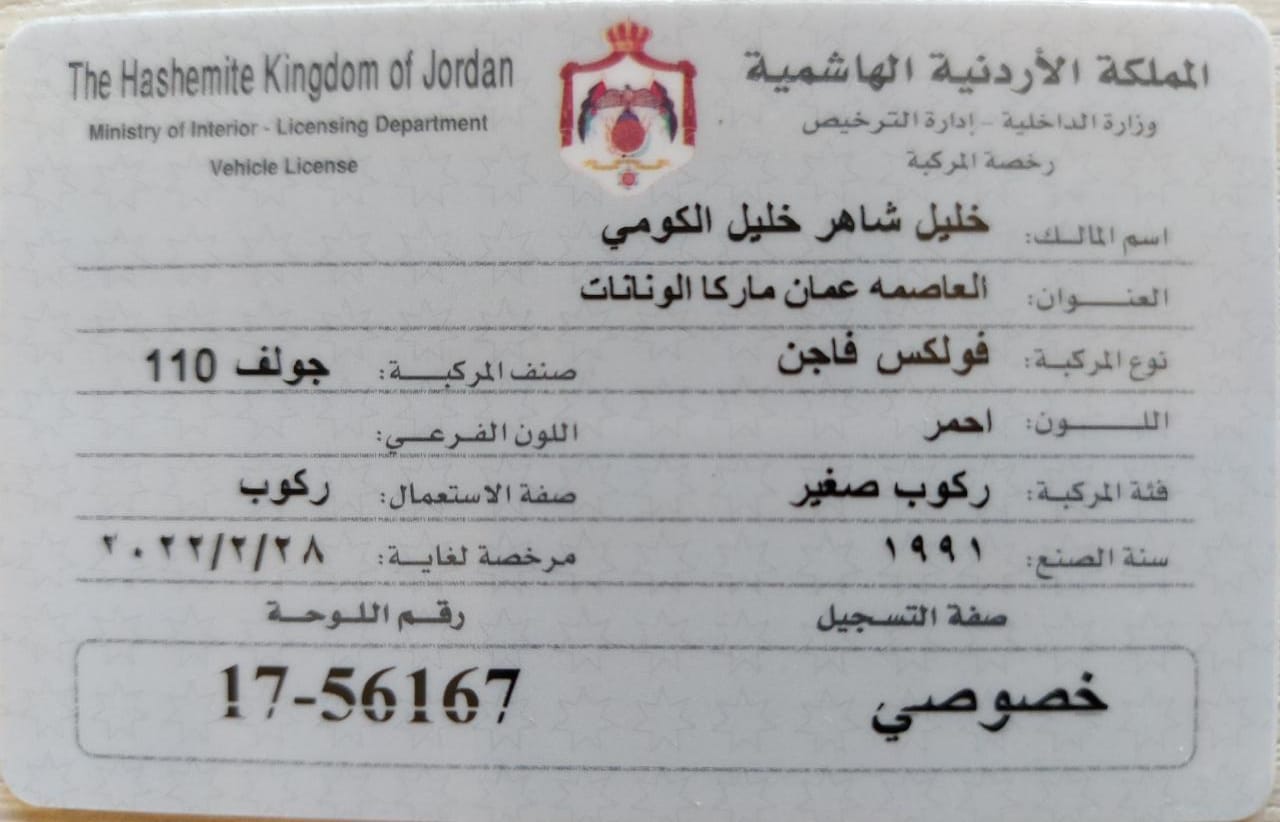 The Hashemite Kingdom of Jordan
المملكة الأردنية الهاشمية
Ministry of Interior - Licensing Department
وزارة الداخلية - إدارة الترخيص
Vehicle License
رخصة المركبة
اسم المالك: خليل شاهر خليل الكومي
العنوان: العاصمه عمان ماركا الونانات
نوع المركبة: فولكس فاجن صنف المركبة: جولف 110
اللون: احمر اللون الفرعي:
فئة المركبة: ركوب صغير صفة الاستعمال: ركوب
سنة الصنع: ١٩٩١ مرخصة لغاية: ٢٠٢٢/٢/٢٨
صفة التسجيل رقم اللوحة
خصوصي 17-56167